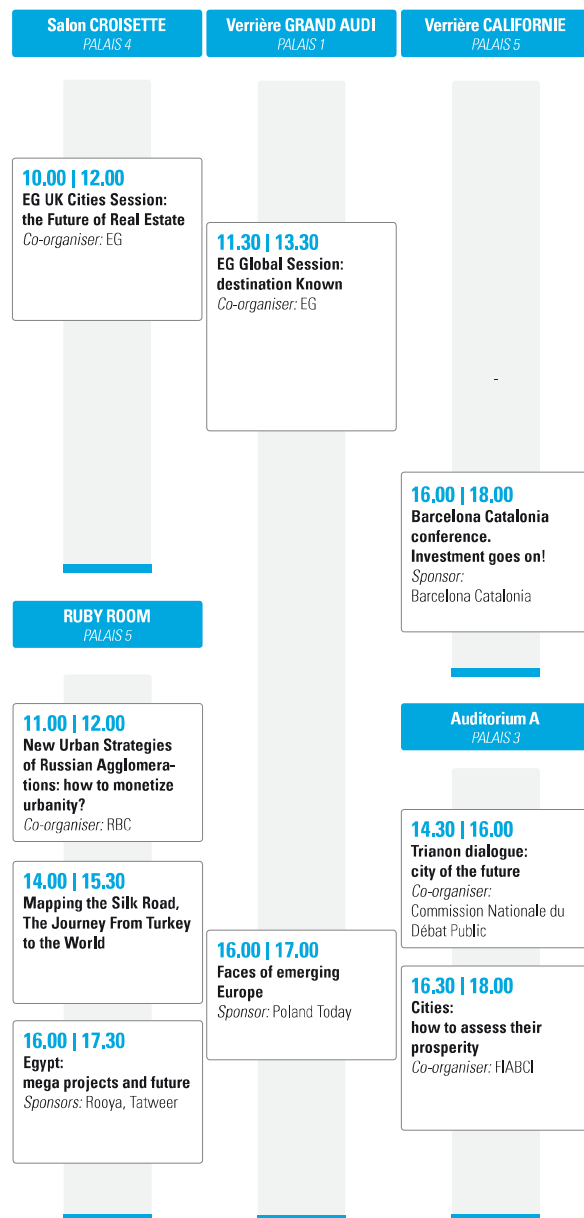 Salon CROISETTE
PALAIS 4
10.00 | 12.00
EG UK Cities Session:
the Future of Real Estate
Co-organiser: EG
RUBY ROOM
PALAIS 5
11.00 | 12.00
New Urban Strategies
of Russian Agglomera-
tions: how to monetize
urbanity?
Co-organiser: RBC
14.00 | 15.30
Mapping the Silk Road,
The Journey From Turkey
to the World
16.00 | 17.30
Egypt:
mega projects and future
Sponsors: Rooya, Tatweer
Verrière GRAND AUDI
PALAIS 1
11.30 | 13.30
EG Global Session:
destination Known
Co-organiser: EG
16.00 | 17.00
Faces of emerging
Europe
Sponsor: Poland Today
Verrière CALIFORNIE
PALAIS 5
-
16.00 | 18.00
Barcelona Catalonia
conference.
Investment goes on!
Sponsor:
Barcelona Catalonia
Auditorium A
PALAIS 3
14.30 | 16.00
Trianon dialogue:
city of the future
Co-organiser:
Commission Nationale du
Débat Public
16.30 | 18.00
Cities:
how to assess their
prosperity
Co-organiser: FIABCI